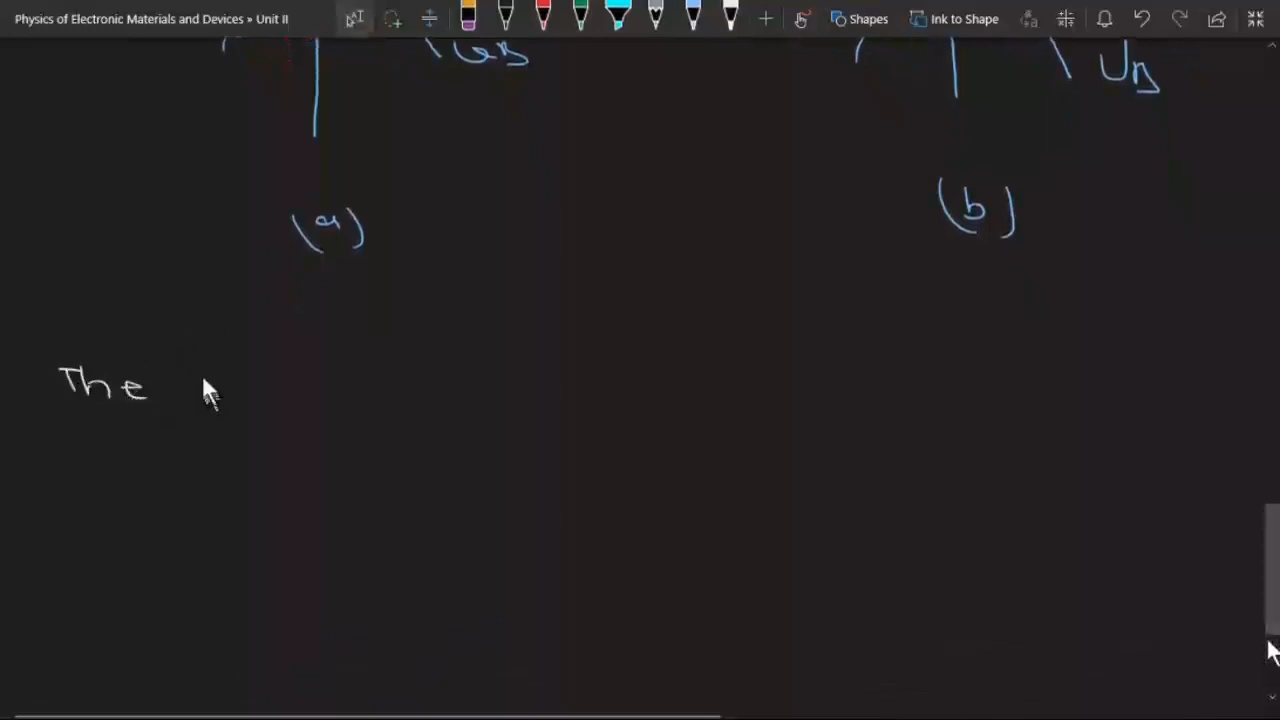 Physics of Electronic Materials and Devices » Unit II
Shapes
Ink to Shape
(a)
(b)
The